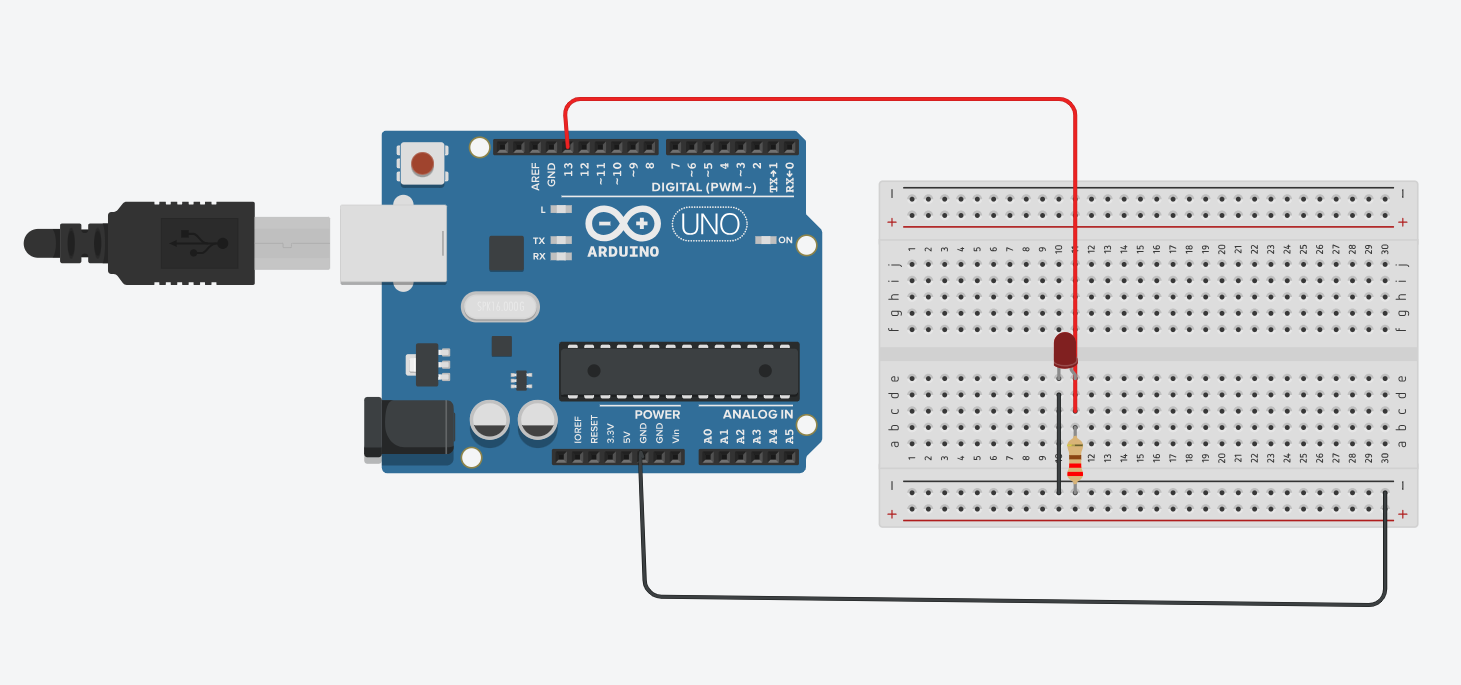 AREF
GND
13
12
~11
~10
~9
8
7
~6
~5
4
~3
2
TX→1
RX←0
DIGITAL (PWM~)
L
TX
RX
UNO
ON
ARDUINO
POWER
ANALOG IN
IOREF
RESET
3.3V
5V
GND
GND
Vin
A0
A1
A2
A3
A4
A5
− −
+ +
1 2 3 4 5 6 7 8 9 10 11 12 13 14 15 16 17 18 19 20 21 22 23 24 25 26 27 28 29 30
j j
i i
h h
g g
f f
e e
d d
c c
b b
a a
1 2 3 4 5 6 7 8 9 12 13 14 15 16 17 18 19 20 21 22 23 24 25 26 27 28 29 30
− −
+ +